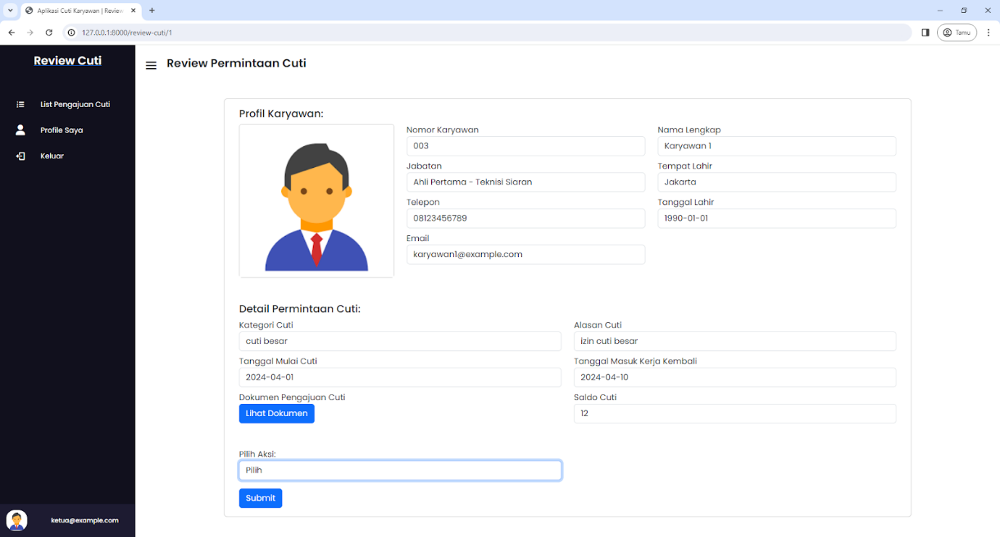 Aplikasi Cuti Karyawan | Review
127.0.0.1:8000/review-cuti/1
Tamu
Review Cuti
List Pengajuan Cuti
Profile Saya
Keluar
ketua@example.com
Review Permintaan Cuti
Profil Karyawan:
Nomor Karyawan
003
Nama Lengkap
Karyawan 1
Jabatan
Ahli Pertama - Teknisi Siaran
Tempat Lahir
Jakarta
Telepon
08123456789
Tanggal Lahir
1990-01-01
Email
karyawan1@example.com
Detail Permintaan Cuti:
Kategori Cuti
cuti besar
Alasan Cuti
izin cuti besar
Tanggal Mulai Cuti
2024-04-01
Tanggal Masuk Kerja Kembali
2024-04-10
Dokumen Pengajuan Cuti
Lihat Dokumen
Saldo Cuti
12
Pilih Aksi:
Pilih
Submit